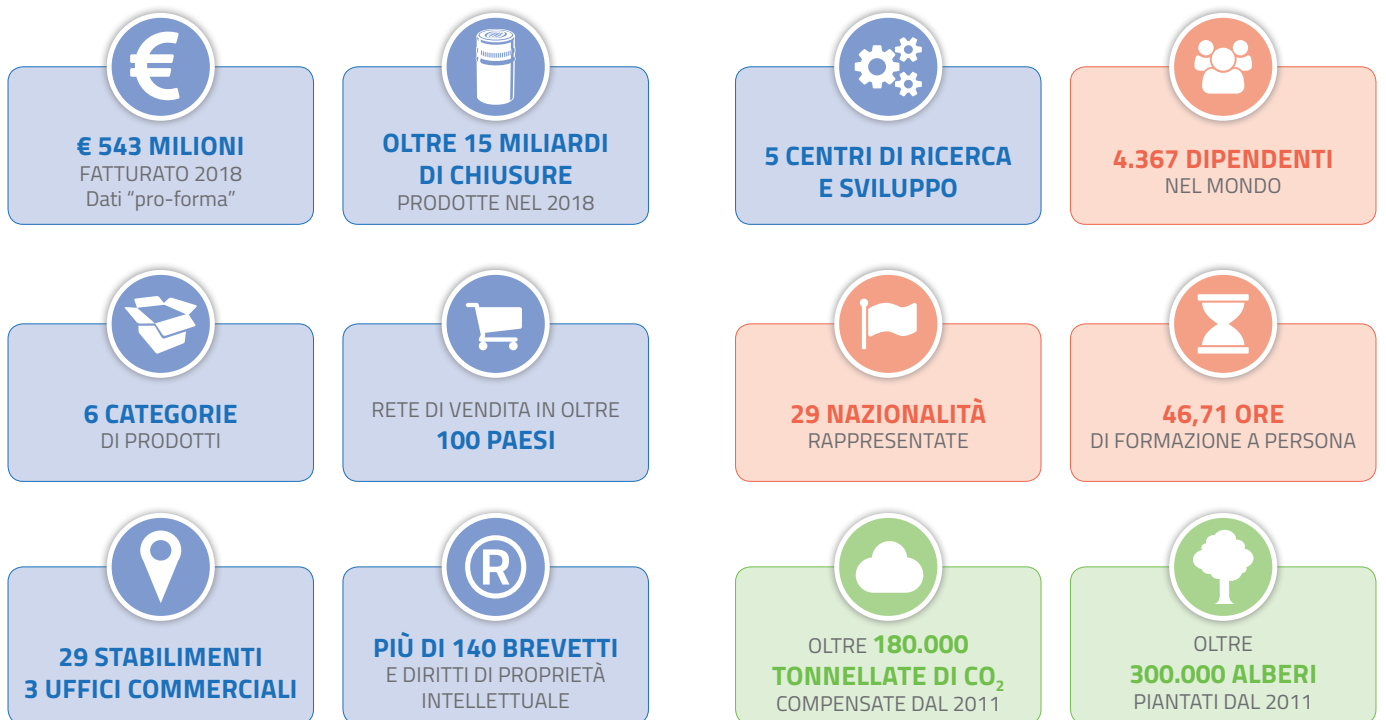 € 543 MILIONI
FATTURATO 2018
Dati “pro-forma”
OLTRE 15 MILIARDI
DI CHIUSURE
PRODOTTE NEL 2018
5 CENTRI DI RICERCA
E SVILUPPO
4.367 DIPENDENTI
NEL MONDO
6 CATEGORIE
DI PRODOTTI
RETE DI VENDITA IN OLTRE
100 PAESI
29 NAZIONALITÀ
RAPPRESENTATE
46,71 ORE
DI FORMAZIONE A PERSONA
29 STABILIMENTI
3 UFFICI COMMERCIALI
PIÙ DI 140 BREVETTI
E DIRITTI DI PROPRIETÀ
INTELLETTUALE
OLTRE 180.000
TONNELLATE DI CO₂
COMPENSATE DAL 2011
OLTRE
300.000 ALBERI
PIANTATI DAL 2011